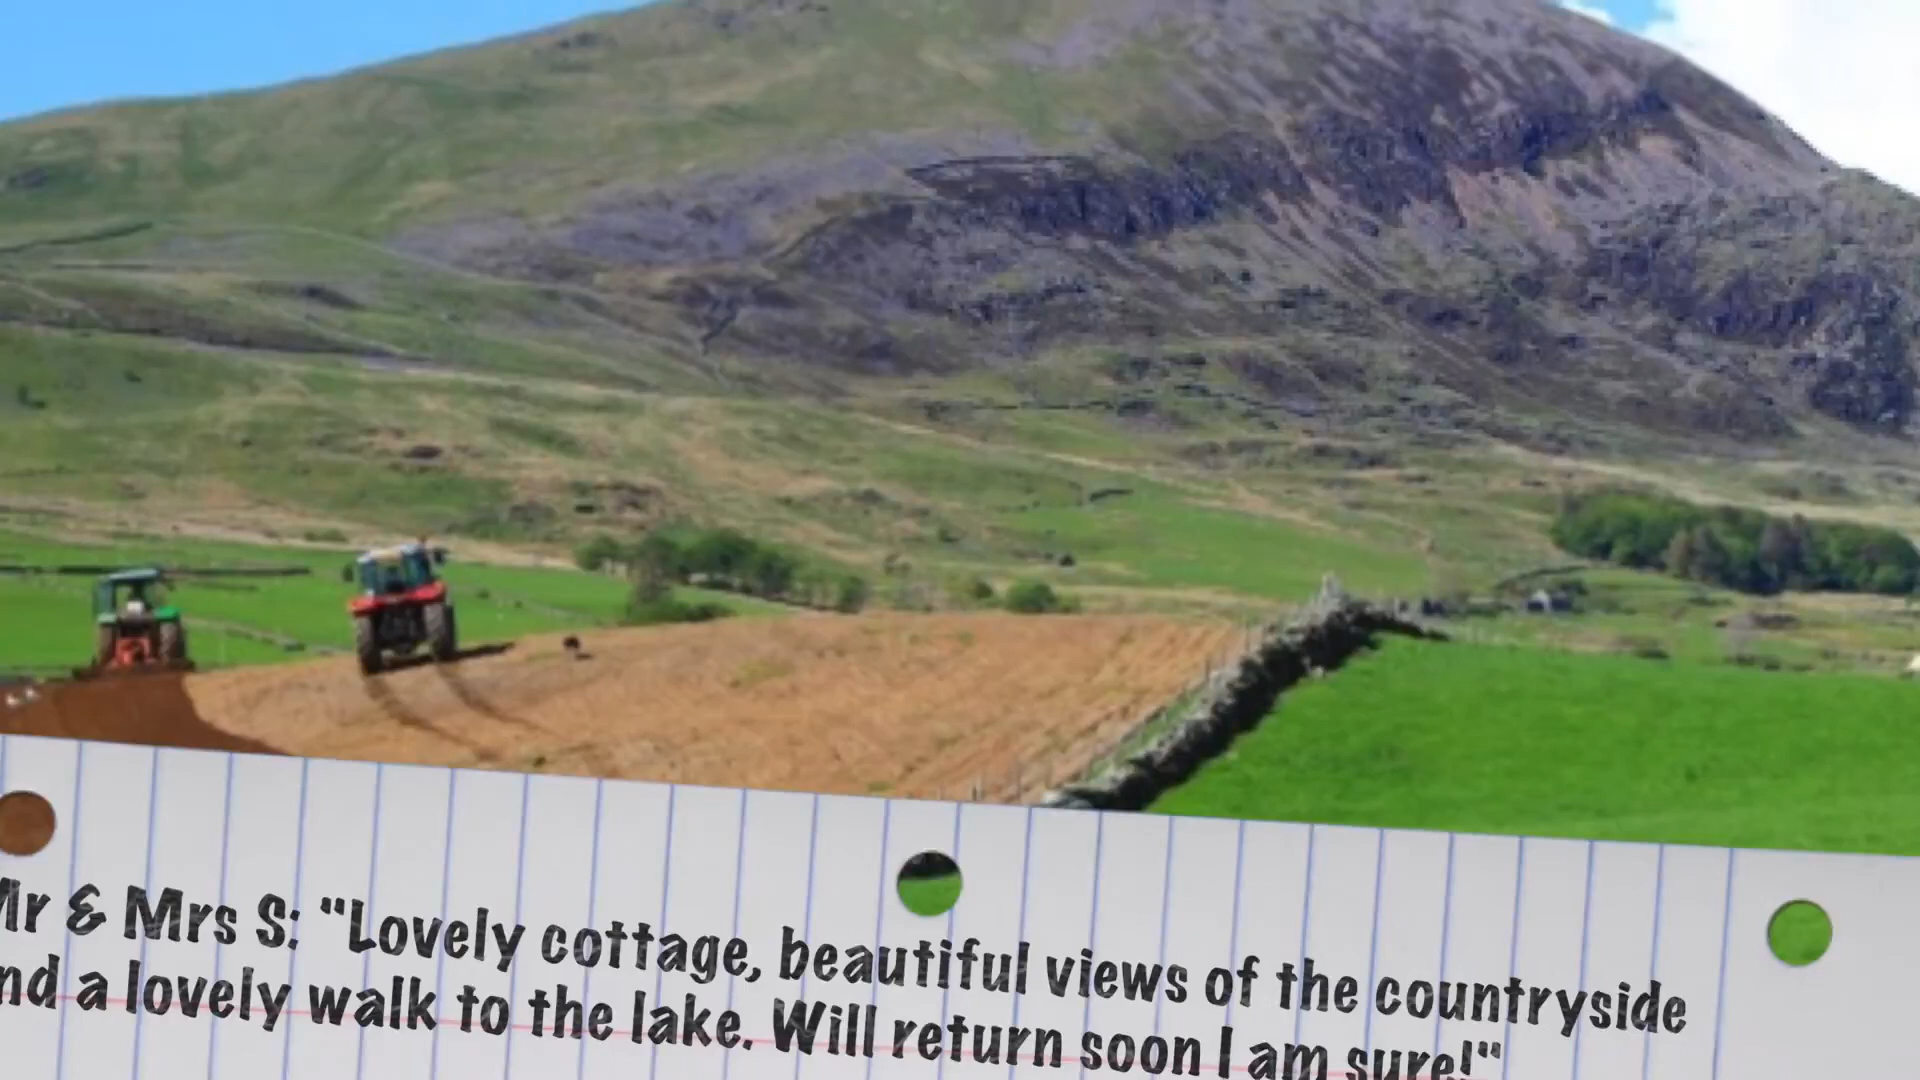 Mr & Mrs S: "Lovely cottage, beautiful views of the countryside
and a lovely walk to the lake. Will return soon I am sure!"